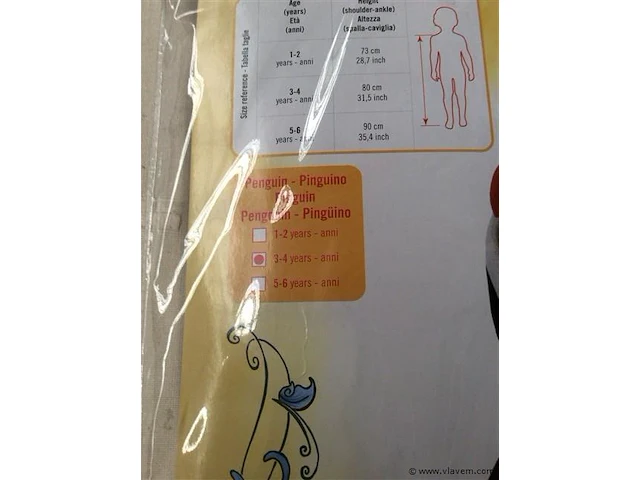 Age
(years)
Età
(anni)
Height
(shoulder-ankle)
Altezza
(spalla-caviglia)
Size reference - Tabella taglie
1-2
years - anni
73 cm
28,7 inch
3-4
years - anni
80 cm
31,5 inch
5-6
years - anni
90 cm
35,4 inch
Penguin - Pinguino
Pinguin
Penguin - Pingüino
1-2 years - anni
3-4 years - anni
5-6 years - anni
© www.vlavem.com